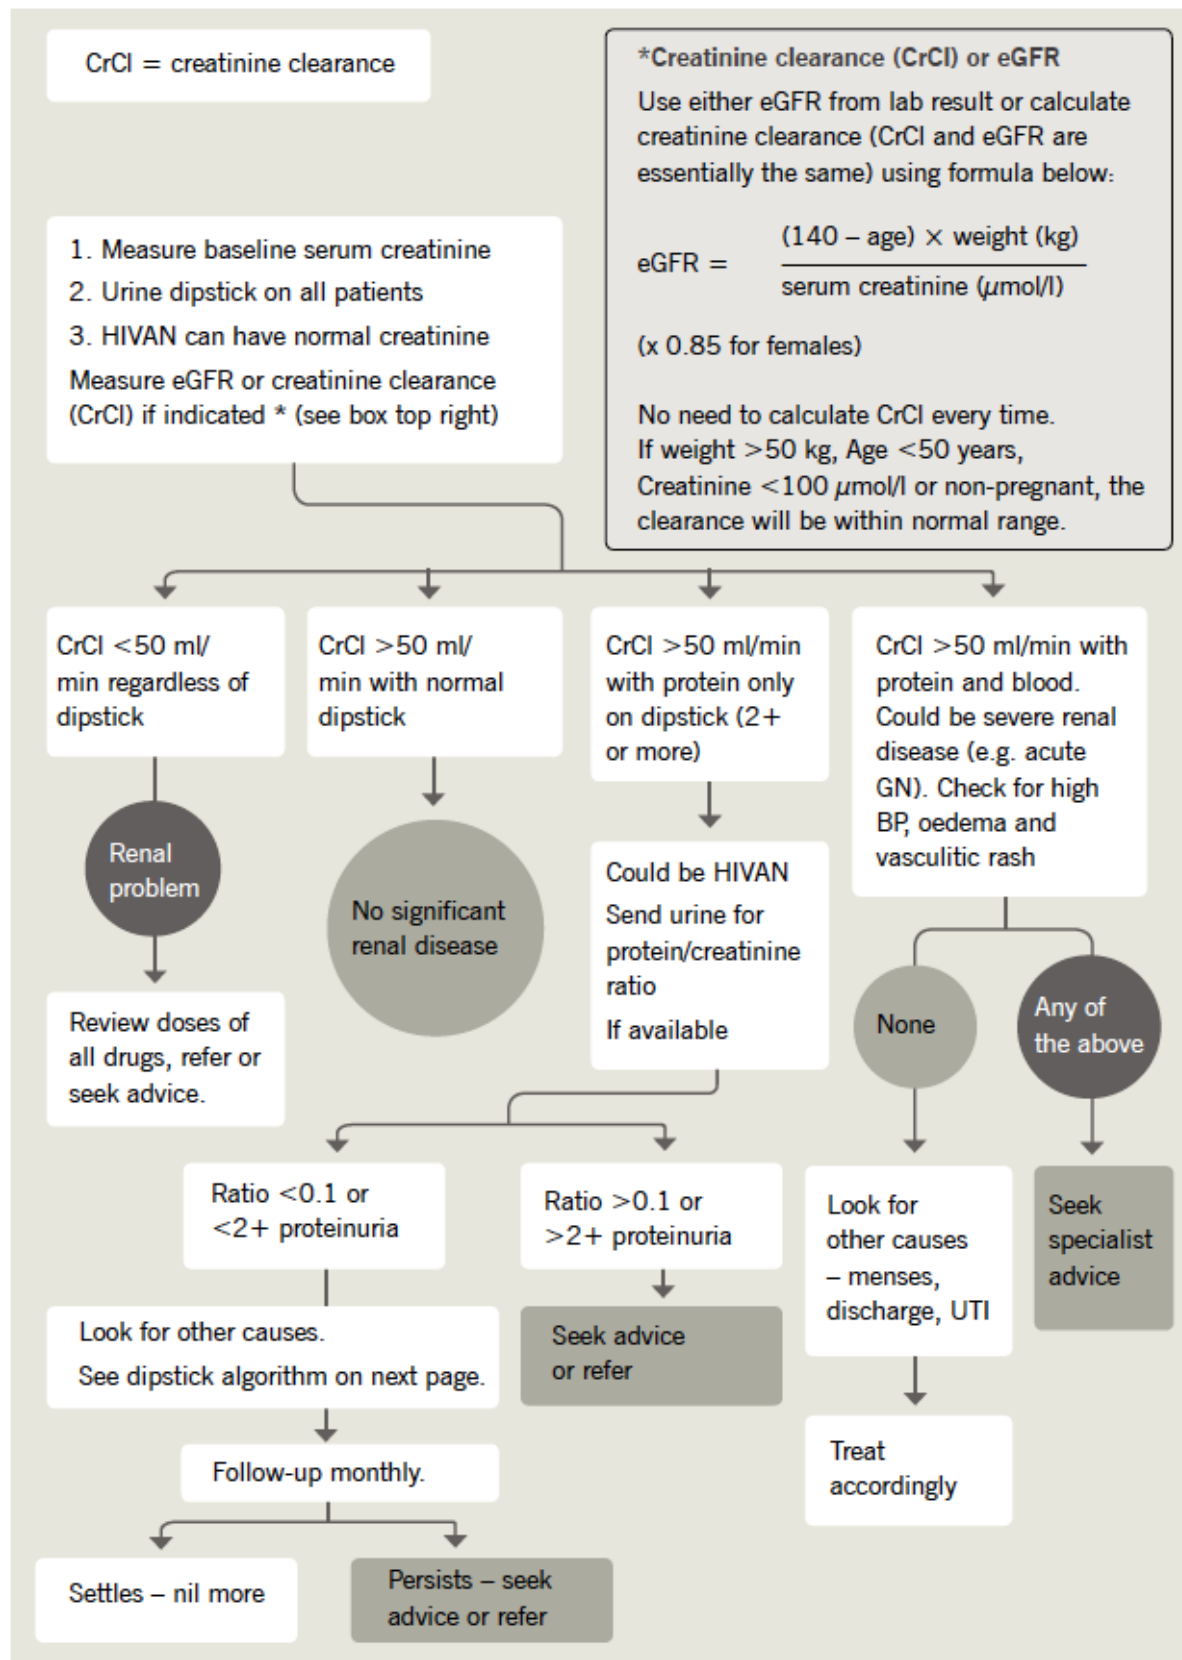 CrCl = creatinine clearance
*Creatinine clearance (CrCl) or eGFR
Use either eGFR from lab result or calculate
creatinine clearance (CrCl and eGFR are
essentially the same) using formula below:
eGFR =
(140 – age) × weight (kg)
serum creatinine (µmol/l)
(x 0.85 for females)
No need to calculate CrCl every time.
If weight >50 kg, Age <50 years,
Creatinine <100 µmol/l or non-pregnant, the
clearance will be within normal range.
1. Measure baseline serum creatinine
2. Urine dipstick on all patients
3. HIVAN can have normal creatinine
Measure eGFR or creatinine clearance
(CrCl) if indicated * (see box top right)
CrCl <50 ml/
min regardless of
dipstick
CrCl >50 ml/
min with normal
dipstick
CrCl >50 ml/min
with protein only
on dipstick (2+
or more)
CrCl >50 ml/min with
protein and blood.
Could be severe renal
disease (e.g. acute
GN). Check for high
BP, oedema and
vasculitic rash
Renal
problem
No significant
renal disease
Could be HIVAN
Send urine for
protein/creatinine
ratio
If available
None
Any of
the above
Review doses of
all drugs, refer or
seek advice.
Ratio <0.1 or
<2+ proteinuria
Ratio >0.1 or
>2+ proteinuria
Look for
other causes
– menses,
discharge, UTI
Seek
specialist
advice
Look for other causes.
See dipstick algorithm on next page.
Seek advice
or refer
Follow-up monthly.
Treat
accordingly
Settles – nil more
Persists – seek
advice or refer